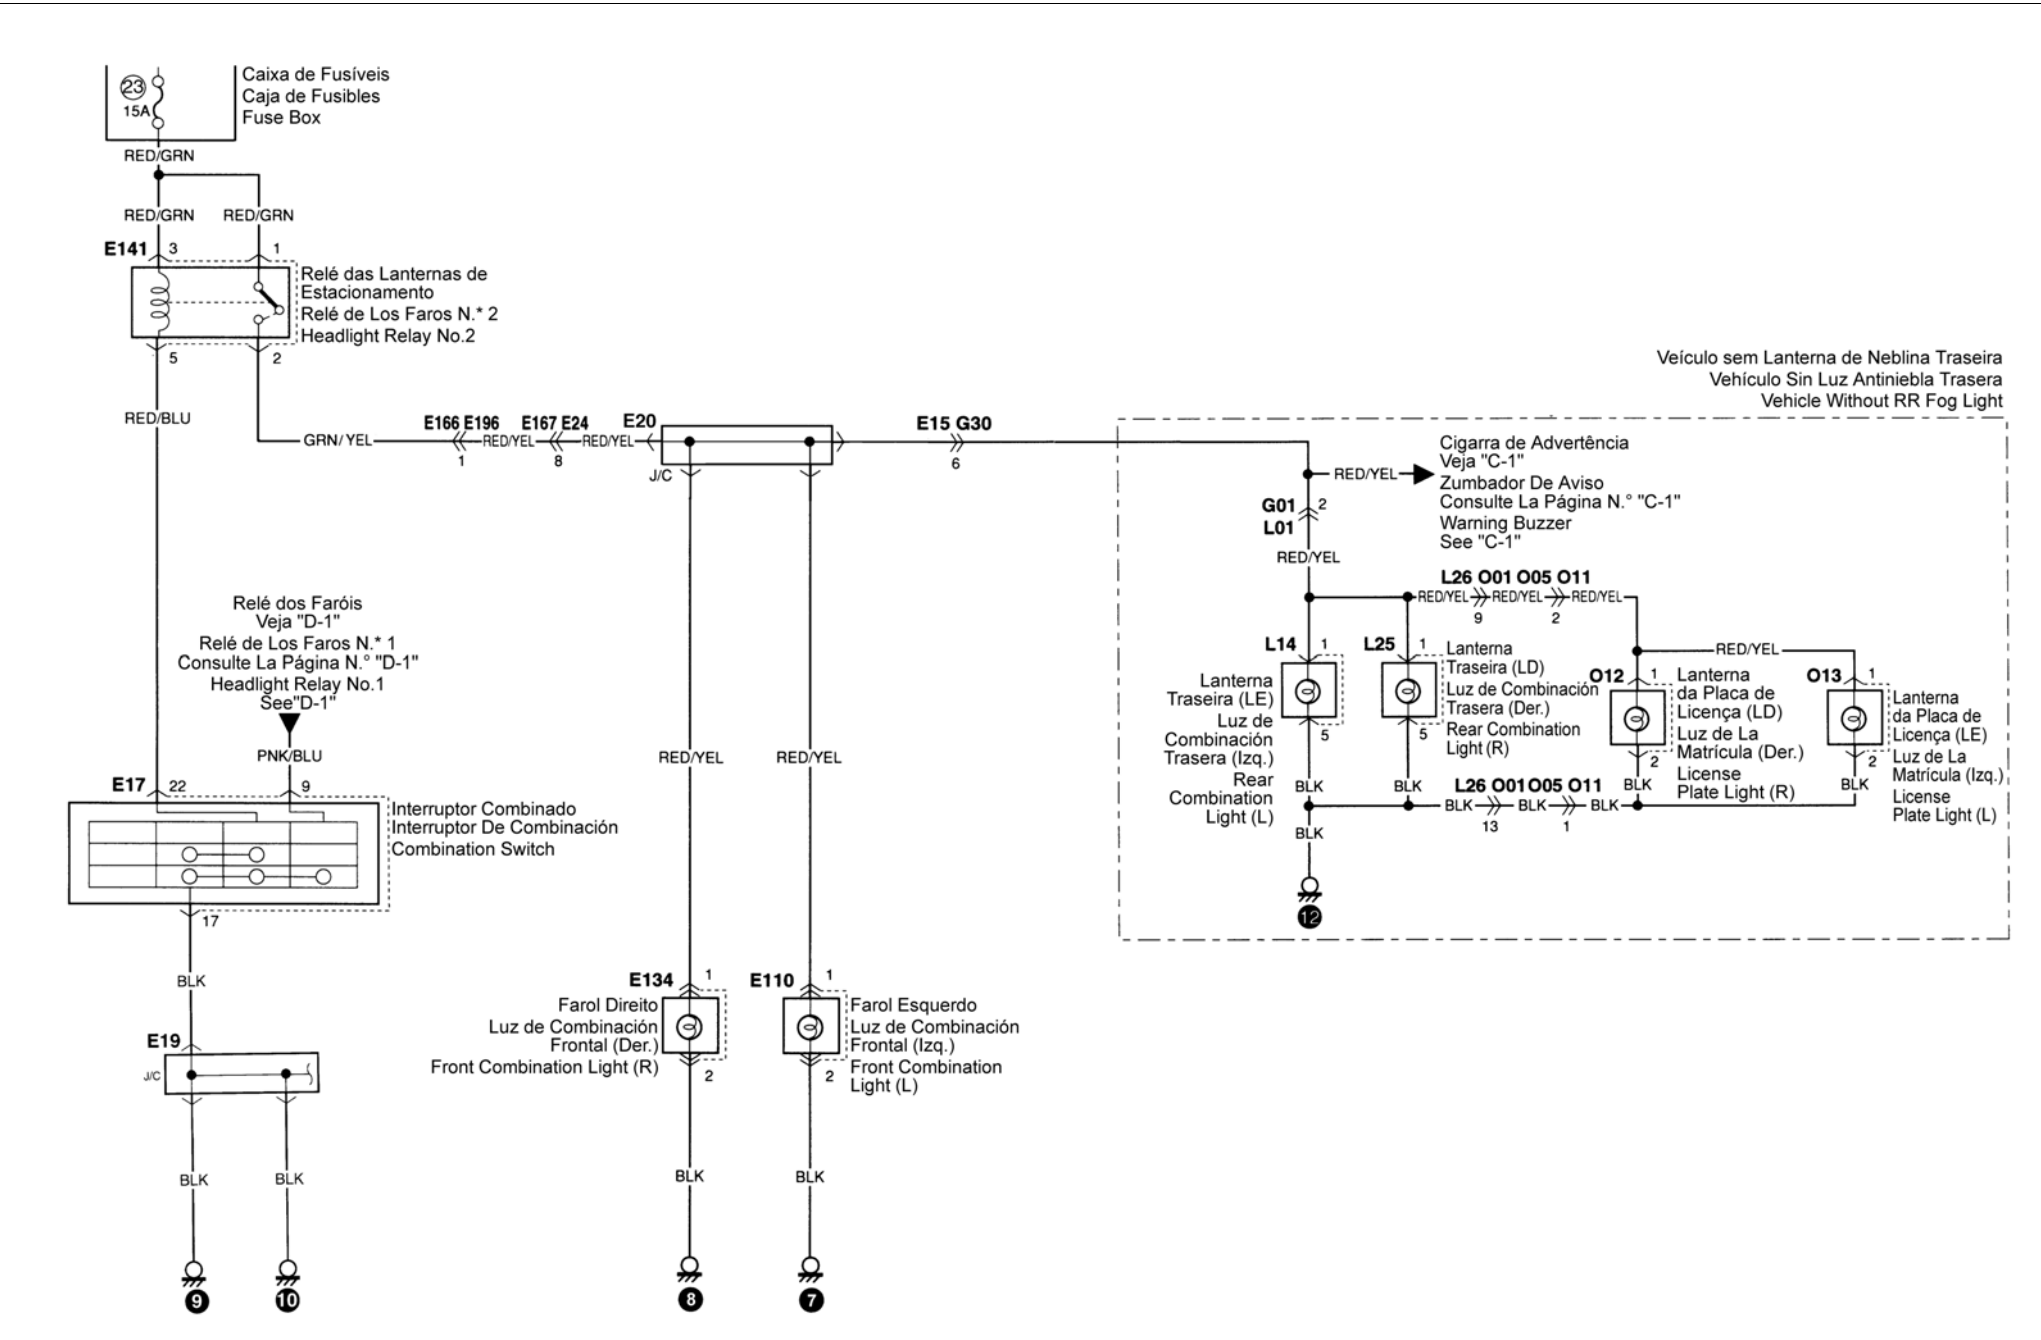 23
15A
Caixa de Fusíveis
Caja de Fusibles
Fuse Box
RED/GRN
RED/GRN
RED/GRN
E141
3
1
Relé das Lanternas de
Estacionamento
Relé de Los Faros N.* 2
Headlight Relay No.2
5
2
RED/BLU
GRN/YEL
E166 E196
1
RED/YEL
E167 E24
8
RED/YEL
E20
J/C
E15 G30
6
Veículo sem Lanterna de Neblina Traseira
Vehículo Sin Luz Antiniebla Trasera
Vehicle Without RR Fog Light
RED/YEL
Cigarra de Advertência
Veja "C-1"
Zumbador De Aviso
Consulte La Página N.° "C-1"
Warning Buzzer
See "C-1"
G01
2
L01
RED/YEL
L26 O01 O05 O11
RED/YEL
RED/YEL
RED/YEL
9
2
L14
1
L25
1
Lanterna
Traseira (LD)
Luz de Combinación
Trasera (Der.)
Rear Combination
Light (R)
Lanterna
Traseira (LE)
Luz de
Combinación
Trasera (Izq.)
Rear
Combination
Light (L)
5
5
RED/YEL
O12
1
Lanterna
da Placa de
Licença (LD)
Luz de La
Matrícula (Der.)
License
Plate Light (R)
O13
1
Lanterna
da Placa de
Licença (LE)
Luz de La
Matrícula (Izq.)
License
Plate Light (L)
2
2
BLK
BLK
BLK
BLK
L26 O01 O05 O11
BLK
BLK
BLK
13
1
BLK
12
Relé dos Faróis
Veja "D-1"
Relé de Los Faros N.* 1
Consulte La Página N.° "D-1"
Headlight Relay No.1
See"D-1"
PNK/BLU
E17
22
9
Interruptor Combinado
Interruptor De Combinación
Combination Switch
17
BLK
E19
J/C
BLK
BLK
9
10
RED/YEL
RED/YEL
E134
1
Farol Direito
Luz de Combinación
Frontal (Der.)
Front Combination Light (R)
2
E110
1
Farol Esquerdo
Luz de Combinación
Frontal (Izq.)
Front Combination
Light (L)
2
BLK
BLK
8
7